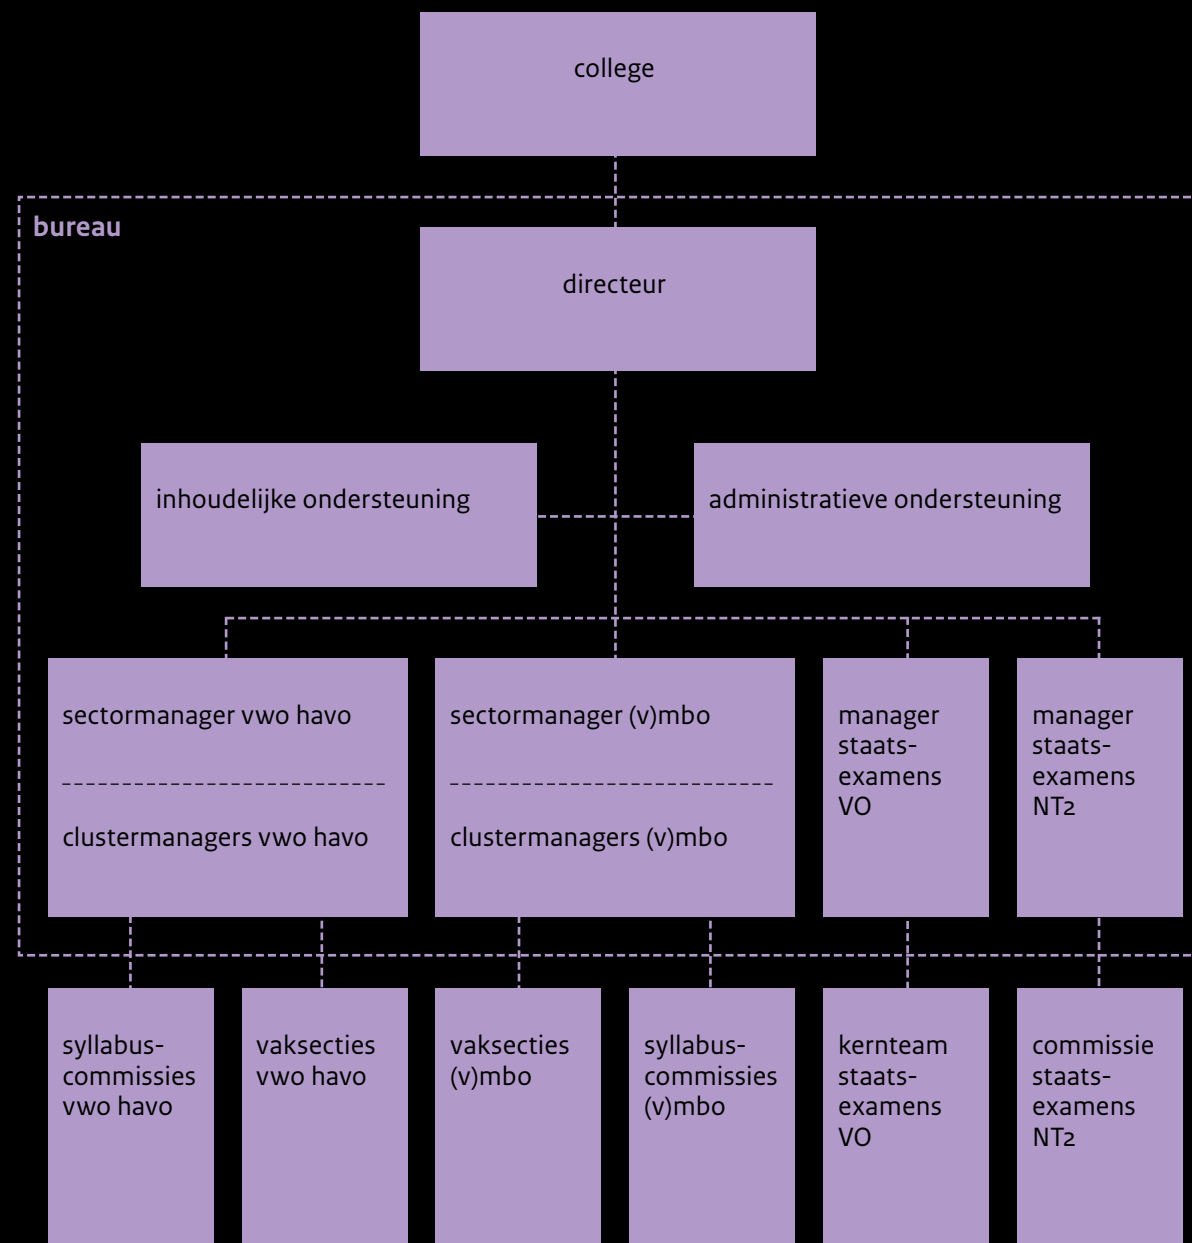 college
bureau
directeur
inhoudelijke ondersteuning
administratieve ondersteuning
sectormanager vwo havo
clustermanagers vwo havo
sectormanager (v)mbo
clustermanagers (v)mbo
manager
staats-
examens
VO
manager
staats-
examens
NT2
syllabus-
commissies
vwo havo
vaksecties
vwo havo
vaksecties
(v)mbo
syllabus-
commissies
(v)mbo
kernteam
staats-
examens
VO
commissie
staats-
examens
NT2